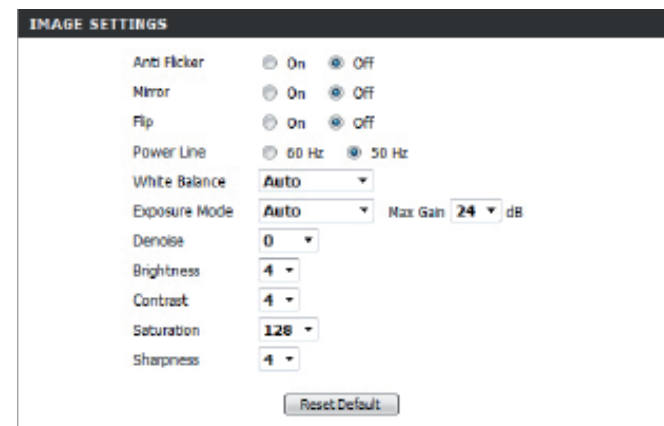 IMAGE SETTINGS
Anti Flicker On Off
Mirror On Off
Flip On Off
Power Line 60 Hz 50 Hz
White Balance Auto
Exposure Mode Auto Max Gain 24 dB
Denoise 0
Brightness 4
Contrast 4
Saturation 128
Sharpness 4
Reset Default